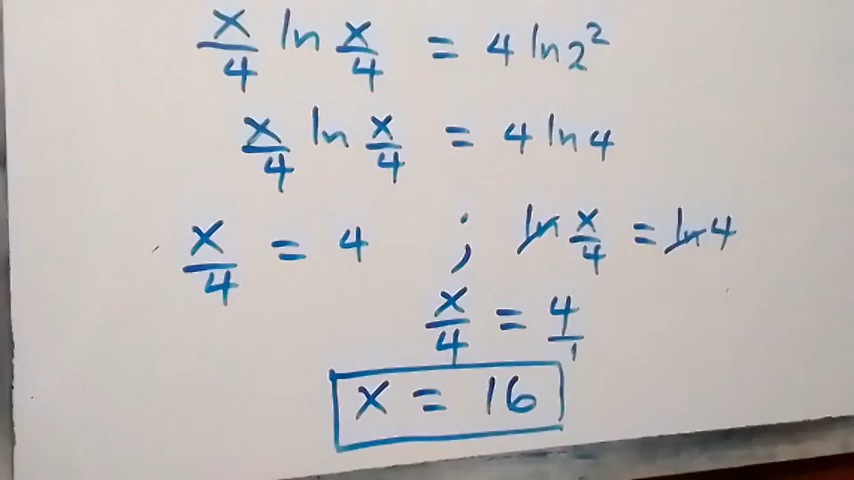 x/4 ln x/4 = 4 ln 2²
x/4 ln x/4 = 4 ln 4
x/4 = 4 ; ln x/4 = ln 4
x/4 = 4/1
x = 16